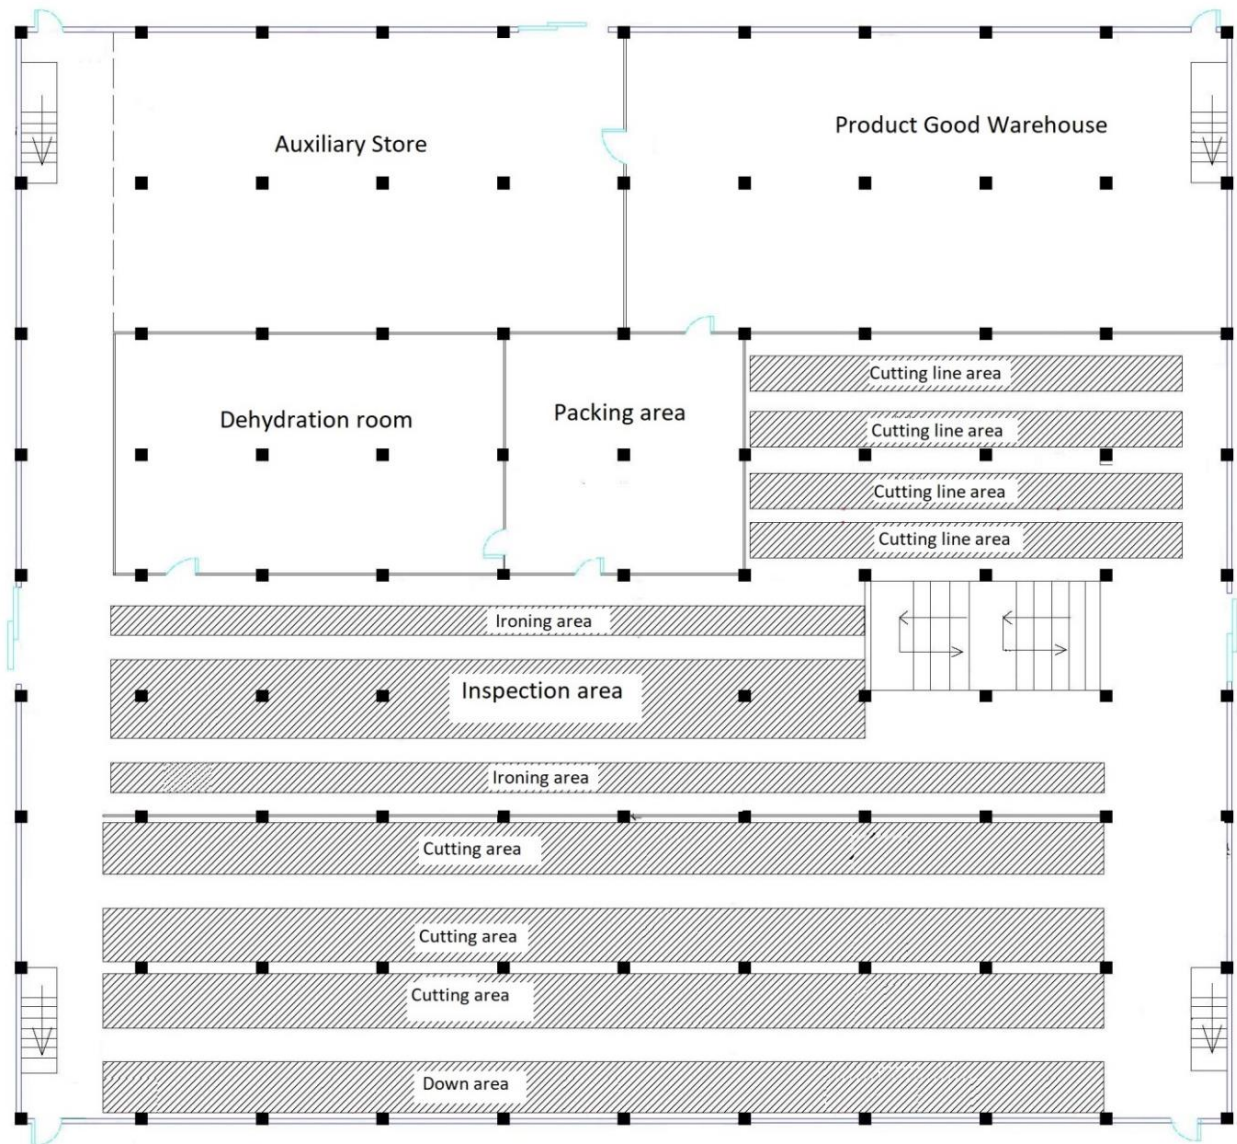 Auxiliary Store
Product Good Warehouse
Dehydration room
Packing area
Cutting line area
Cutting line area
Cutting line area
Cutting line area
Ironing area
Inspection area
Ironing area
Cutting area
Cutting area
Cutting area
Down area